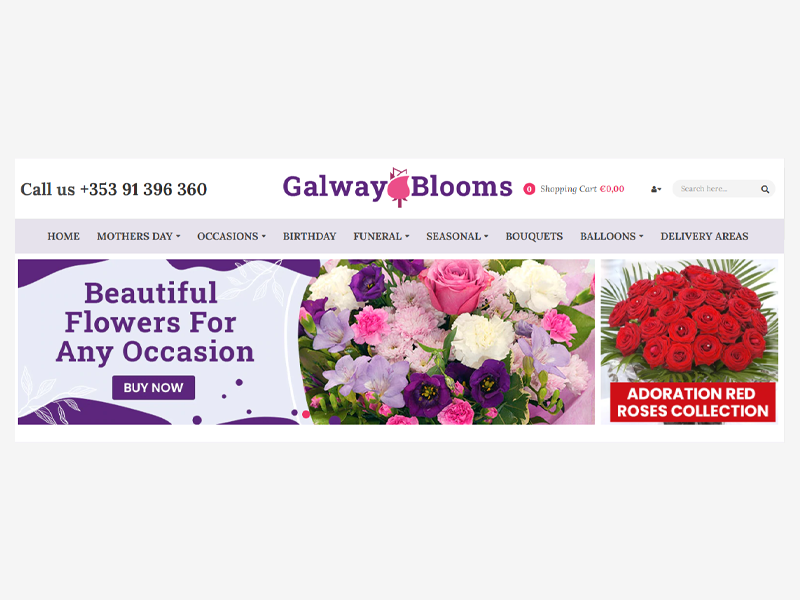 Call us +353 91 396 360
Galway Blooms
0 Shopping Cart €0,00
Search here...
HOME MOTHERS DAY OCCASIONS BIRTHDAY FUNERAL SEASONAL BOUQUETS BALLOONS DELIVERY AREAS
Beautiful
Flowers For
Any Occasion
BUY NOW
ADORATION RED
ROSES COLLECTION